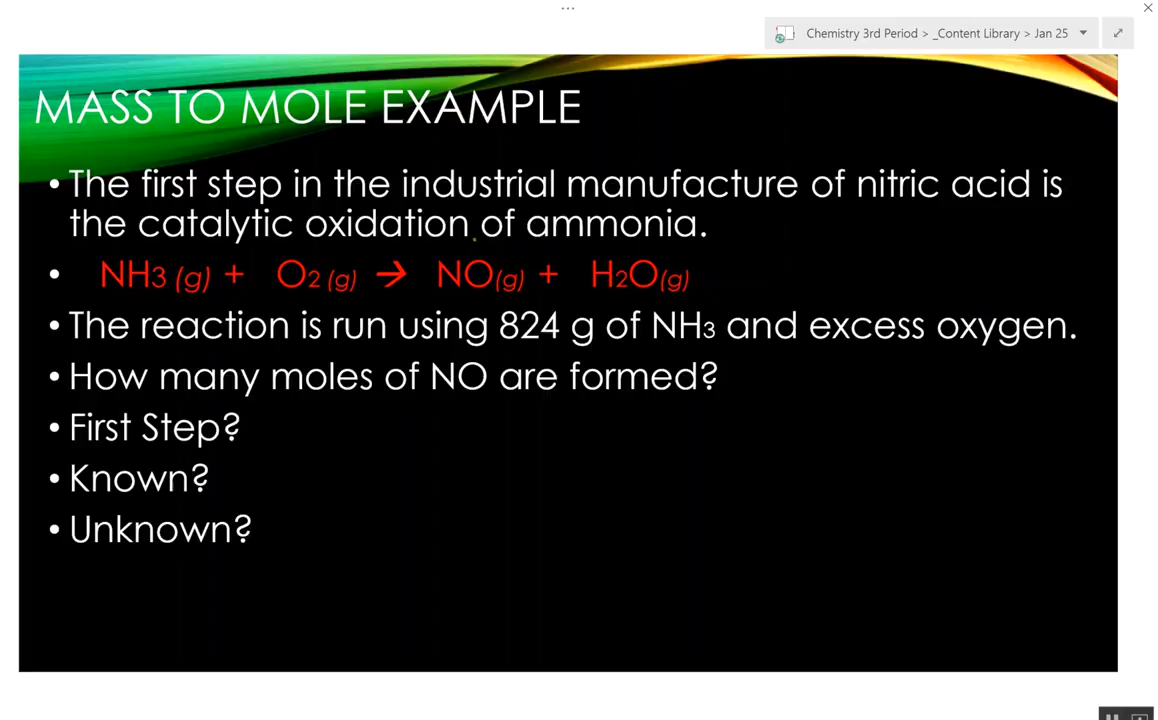 Chemistry 3rd Period > _Content Library > Jan 25
MASS TO MOLE EXAMPLE
• The first step in the industrial manufacture of nitric acid is
the catalytic oxidation of ammonia.
• NH3 (g) + O2 (g) → NO(g) + H2O(g)
• The reaction is run using 824 g of NH3 and excess oxygen.
• How many moles of NO are formed?
• First Step?
• Known?
• Unknown?